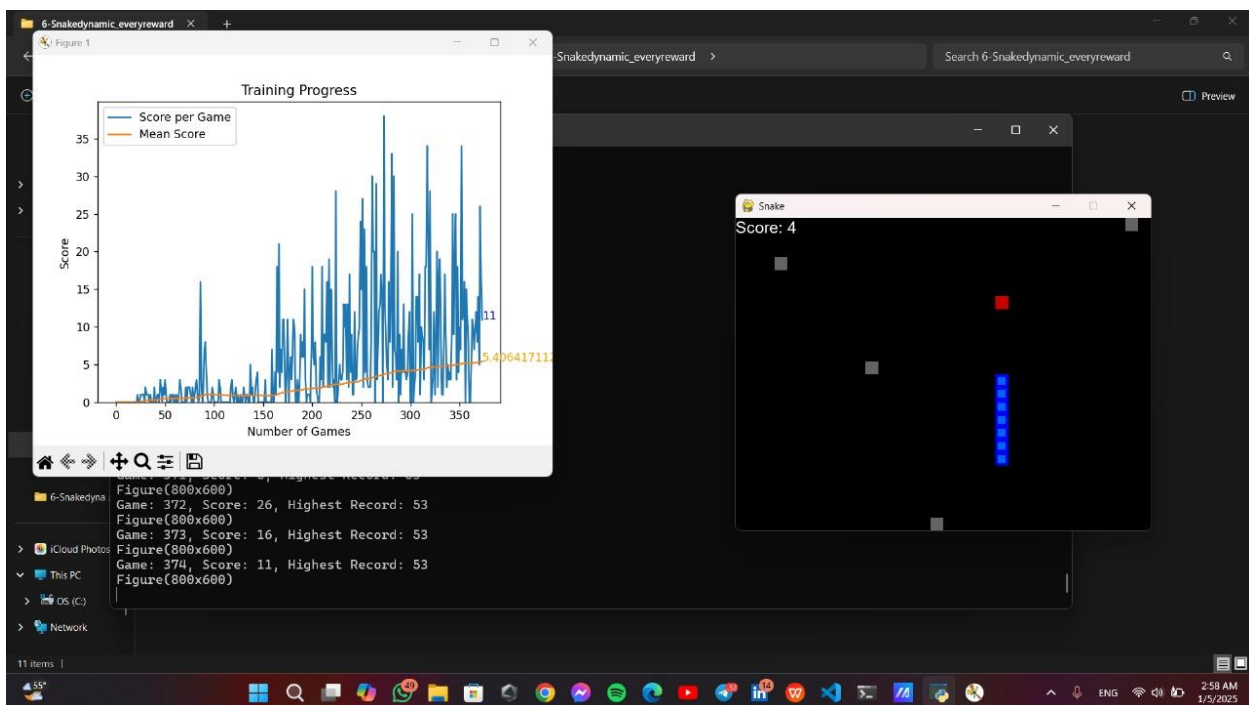 6-Snakedynamic_everyreward
Figure 1
-Snakedynamic_everyreward
Search 6-Snakedynamic_everyreward
Preview
Training Progress
Score per Game
Mean Score
35
30
25
20
15
10
5
0
Score
11
5.406417112
0 50 100 150 200 250 300 350
Number of Games
Snake
Score: 4
Figure(800x600)
Game: 372, Score: 26, Highest Record: 53
Figure(800x600)
Game: 373, Score: 16, Highest Record: 53
Figure(800x600)
Game: 374, Score: 11, Highest Record: 53
Figure(800x600)
6-Snakedyna
iCloud Photos
This PC
OS (C:)
Network
11 items
55°
49
in
ENG
2:58 AM
1/5/2025